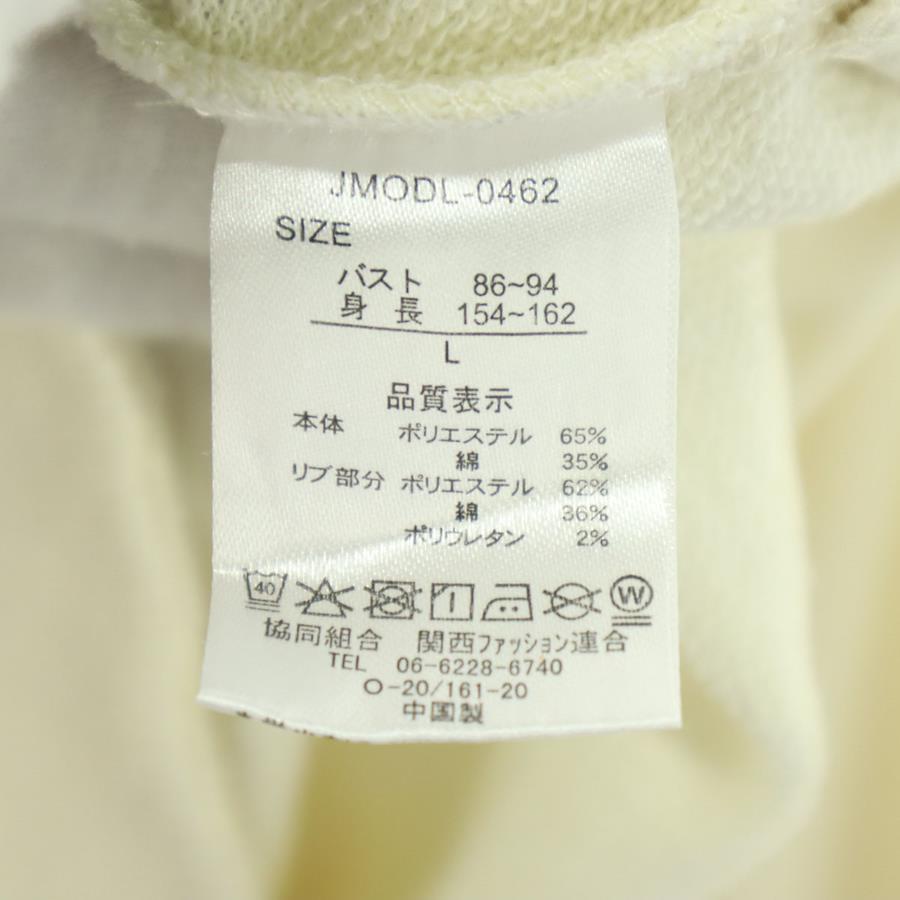 JMODL-0462
SIZE
バスト 86~94
身長 154~162
L
品質表示
本体 ポリエステル 65%
綿 35%
リブ部分 ポリエステル 62%
綿 36%
ポリウレタン 2%
40 W
協同組合 関西ファッション連合
TEL 06-6228-6740
O-20/161-20
中国製